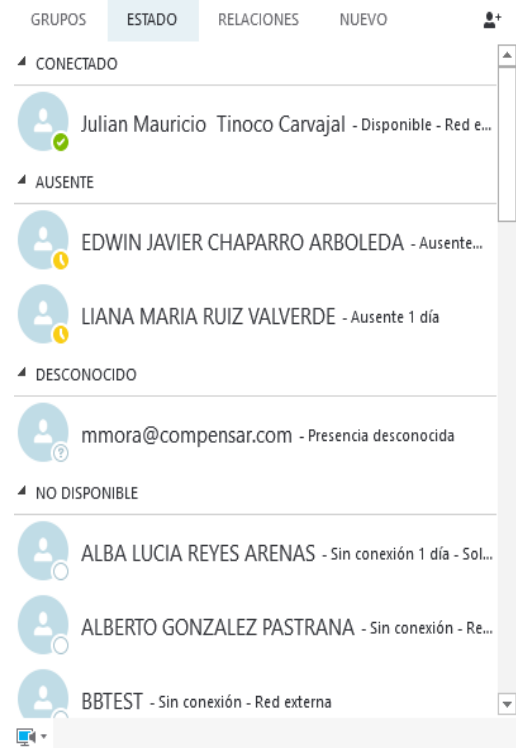 GRUPOS ESTADO RELACIONES NUEVO
CONECTADO
Julian Mauricio Tinoco Carvajal - Disponible - Red e...
AUSENTE
EDWIN JAVIER CHAPARRO ARBOLEDA - Ausente...
LIANA MARIA RUIZ VALVERDE - Ausente 1 día
DESCONOCIDO
mmora@compensar.com - Presencia desconocida
NO DISPONIBLE
ALBA LUCIA REYES ARENAS - Sin conexión 1 día - Sol...
ALBERTO GONZALEZ PASTRANA - Sin conexión - Re...
BBTEST - Sin conexión - Red externa